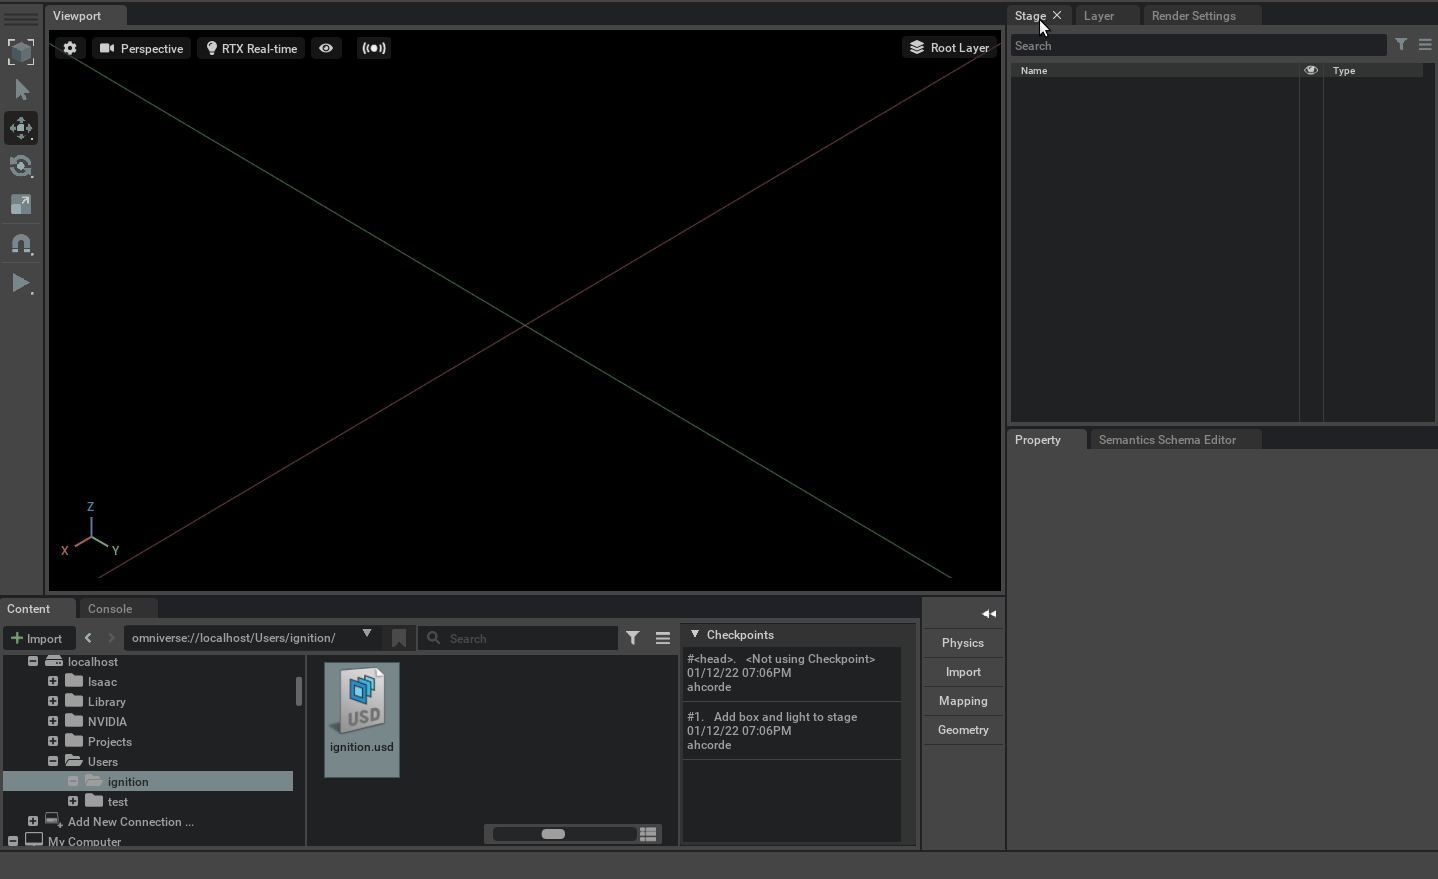 Viewport
Perspective
RTX Real-time
Root Layer
Z
X
Y
Stage
Layer
Render Settings
Search
Name
Type
Property
Semantics Schema Editor
Content
Console
Import
omniverse://localhost/Users/ignition/
Search
localhost
Isaac
Library
NVIDIA
Projects
Users
ignition
test
Add New Connection ...
My Computer
USD
ignition.usd
Checkpoints
#<head>.   <Not using Checkpoint>
01/12/22 07:06PM
ahcorde
#1.   Add box and light to stage
01/12/22 07:06PM
ahcorde
Physics
Import
Mapping
Geometry